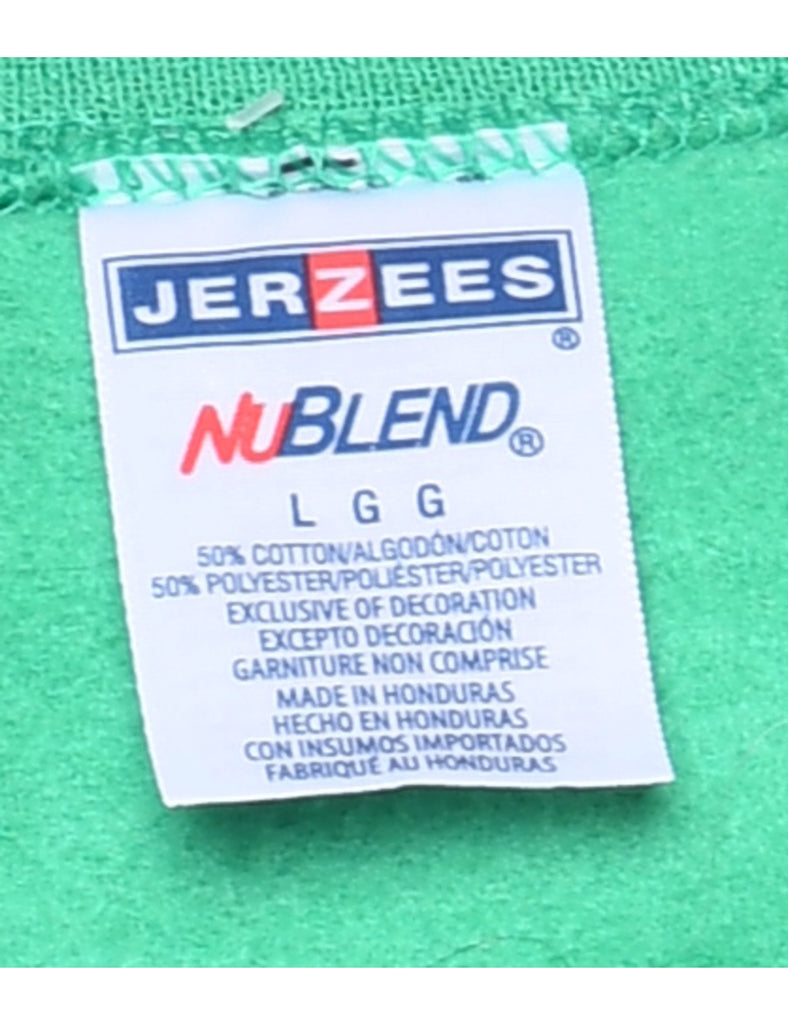 JERZEES
®
NUBLEND®
L G G
50% COTTON/ALGODÓN/COTON
50% POLYESTER/POLIÉSTER/POLYESTER
EXCLUSIVE OF DECORATION
EXCEPTO DECORACIÓN
GARNITURE NON COMPRISE
MADE IN HONDURAS
HECHO EN HONDURAS
CON INSUMOS IMPORTADOS
FABRIQUÉ AU HONDURAS